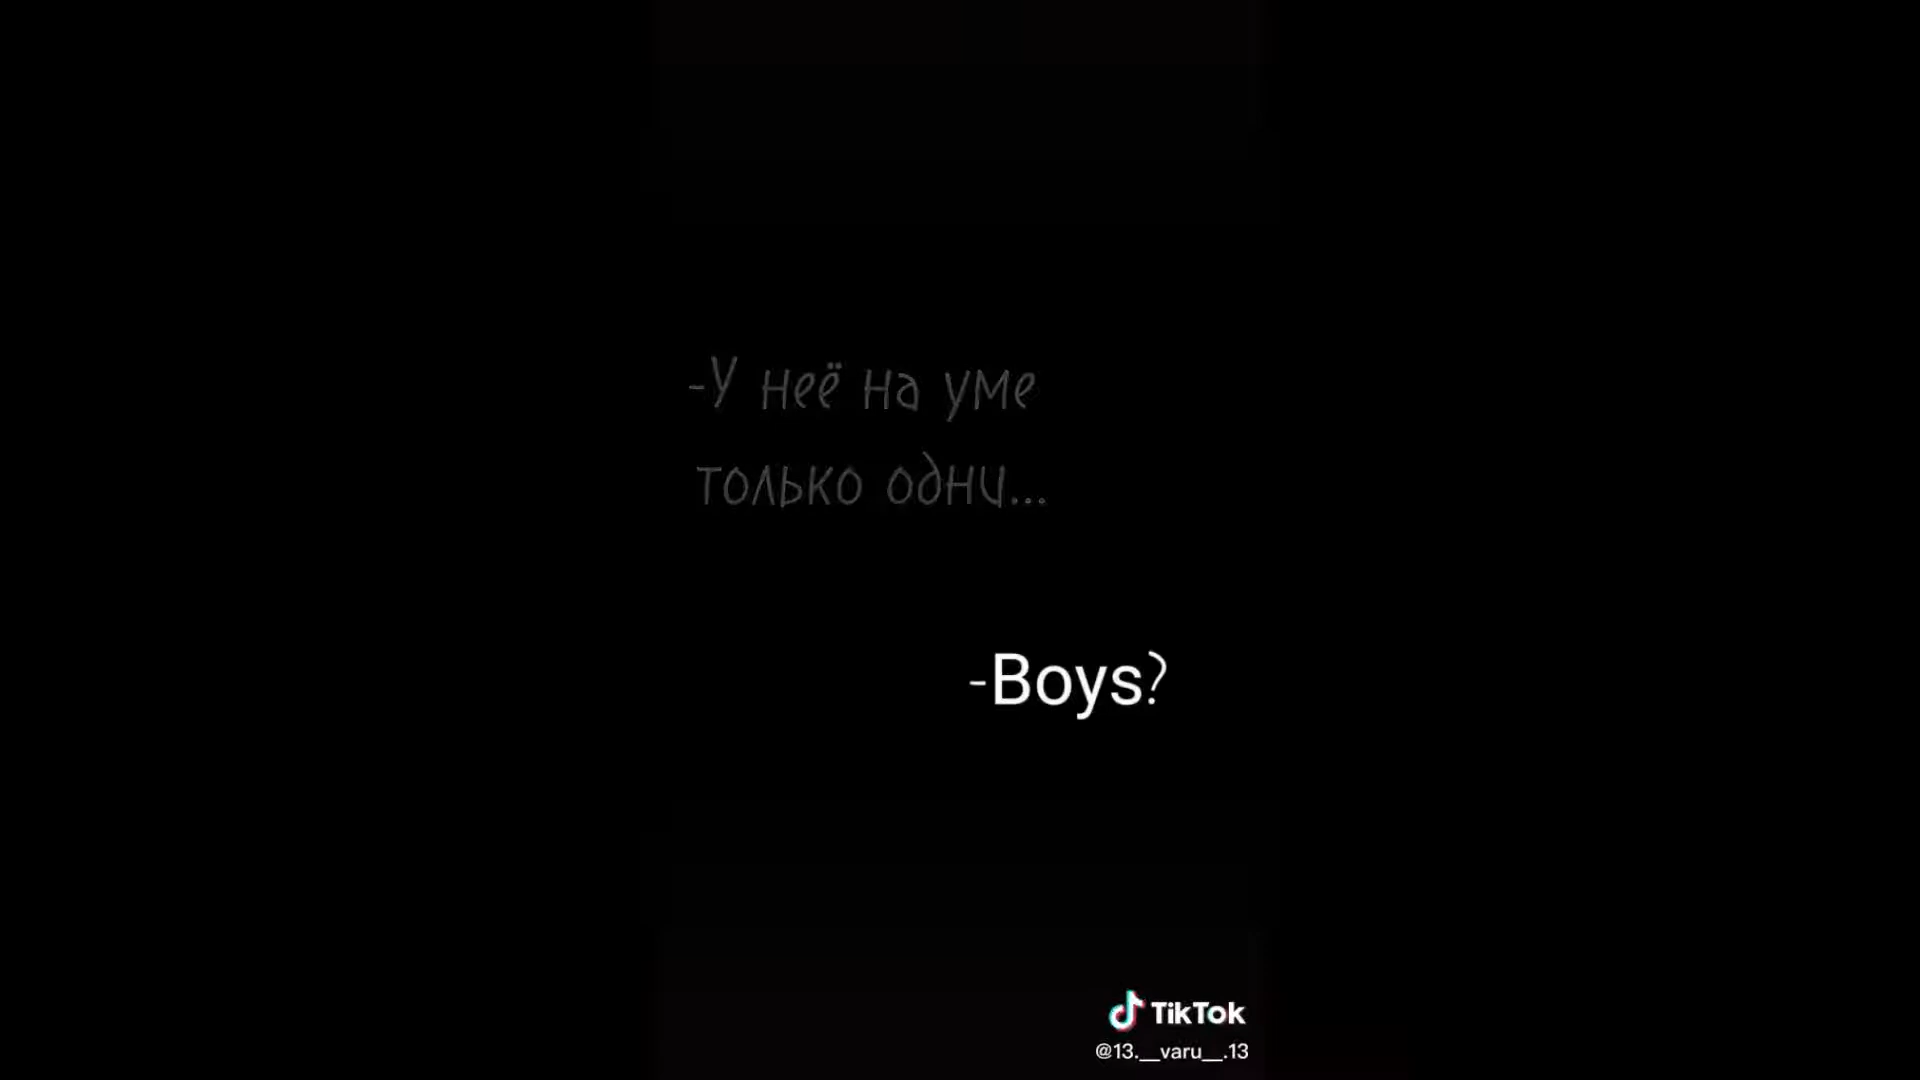 -У неё на уме
только одни...
-Boys?
TikTok
@13.__varu__.13